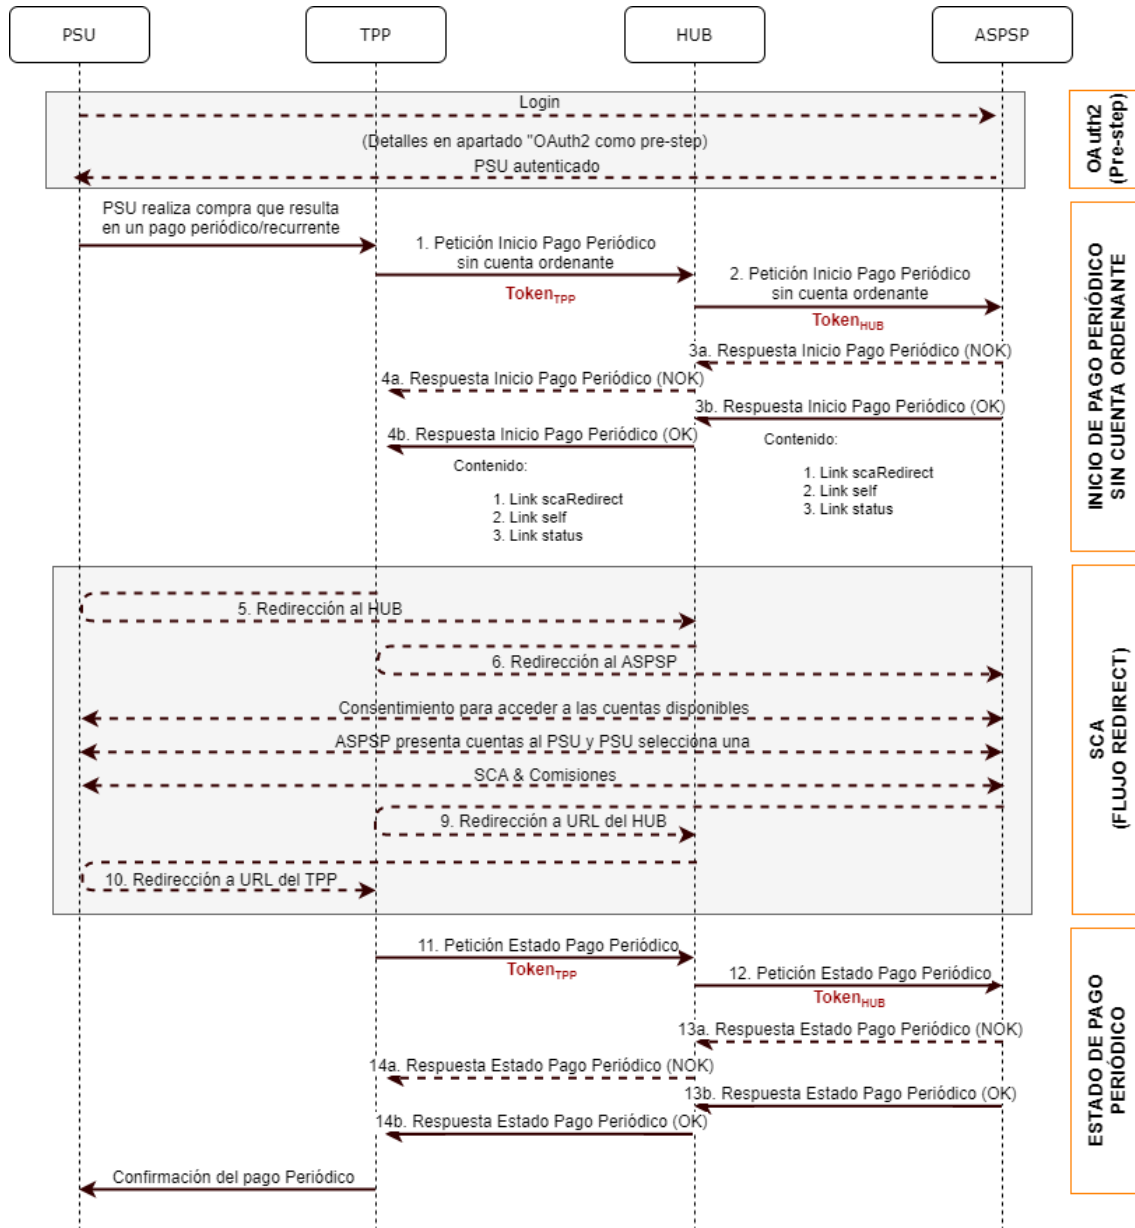 PSU
TPP
HUB
ASPSP
Login
(Detalles en apartado "OAuth2 como pre-step)
PSU autenticado
OAuth2
(Pre-step)
PSU realiza compra que resulta
en un pago periódico/recurrente
1. Petición Inicio Pago Periódico
sin cuenta ordenante
TokenTPP
2. Petición Inicio Pago Periódico
sin cuenta ordenante
TokenHUB
3a. Respuesta Inicio Pago Periódico (NOK)
4a. Respuesta Inicio Pago Periódico (NOK)
3b. Respuesta Inicio Pago Periódico (OK)
4b. Respuesta Inicio Pago Periódico (OK)
Contenido:
1. Link scaRedirect
2. Link self
3. Link status
Contenido:
1. Link scaRedirect
2. Link self
3. Link status
INICIO DE PAGO PERIÓDICO
SIN CUENTA ORDENANTE
5. Redirección al HUB
6. Redirección al ASPSP
Consentimiento para acceder a las cuentas disponibles
ASPSP presenta cuentas al PSU y PSU selecciona una
SCA & Comisiones
9. Redirección a URL del HUB
10. Redirección a URL del TPP
SCA
(FLUJO REDIRECT)
11. Petición Estado Pago Periódico
TokenTPP
12. Petición Estado Pago Periódico
TokenHUB
13a. Respuesta Estado Pago Periódico (NOK)
14a. Respuesta Estado Pago Periódico (NOK)
13b. Respuesta Estado Pago Periódico (OK)
14b. Respuesta Estado Pago Periódico (OK)
Confirmación del pago Periódico
ESTADO DE PAGO
PERIÓDICO